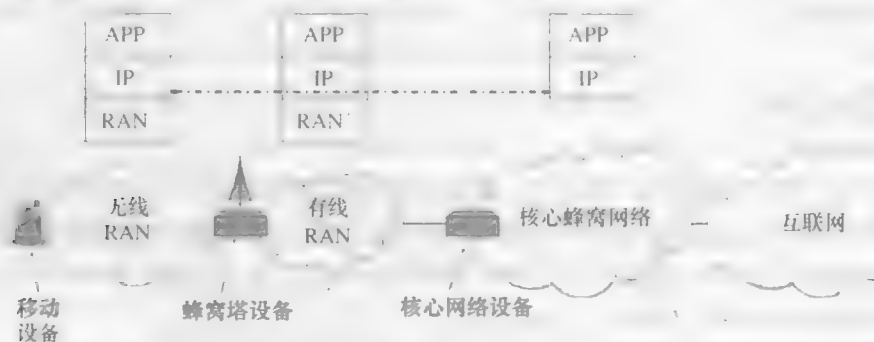 APP APP APP
IP IP IP
RAN RAN
无线 有线 核心蜂窝网络 互联网
RAN RAN
移动 蜂窝塔设备 核心网络设备
设备